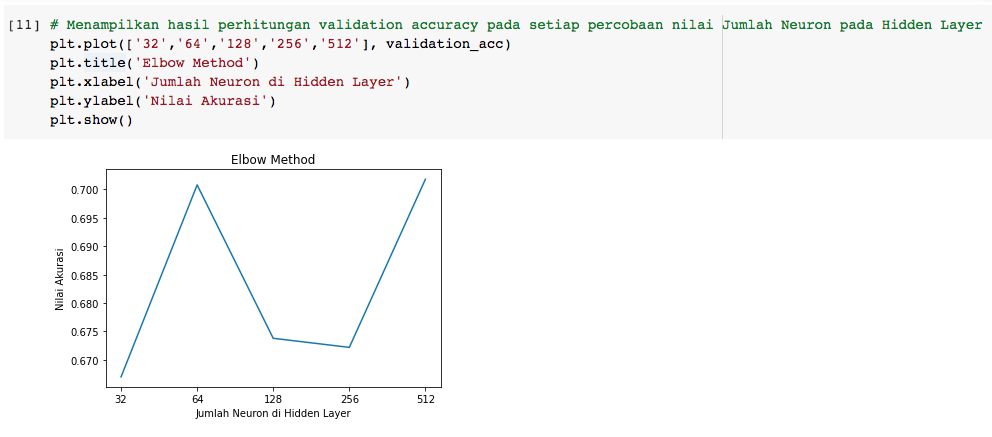 [11] # Menampilkan hasil perhitungan validation accuracy pada setiap percobaan nilai Jumlah Neuron pada Hidden Layer
plt.plot(['32','64','128','256','512'], validation_acc)
plt.title('Elbow Method')
plt.xlabel('Jumlah Neuron di Hidden Layer')
plt.ylabel('Nilai Akurasi')
plt.show()
Elbow Method
0.700
0.695
0.690
0.685
0.680
0.675
0.670
Nilai Akurasi
32 64 128 256 512
Jumlah Neuron di Hidden Layer